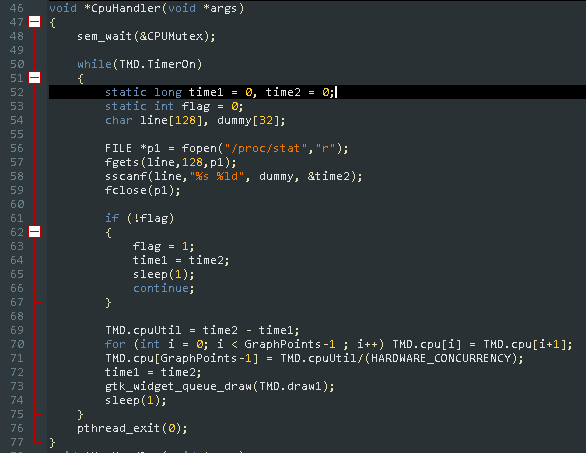 46 void *CpuHandler(void *args)
47 {
48 sem_wait(&CPUMutex);
49
50 while(TMD.TimerOn)
51 {
52 static long time1 = 0, time2 = 0;
53 static int flag = 0;
54 char line[128], dummy[32];
55
56 FILE *p1 = fopen("/proc/stat","r");
57 fgets(line,128,p1);
58 sscanf(line,"%s %ld", dummy, &time2);
59 fclose(p1);
60
61 if (!flag)
62 {
63 flag = 1;
64 time1 = time2;
65 sleep(1);
66 continue;
67 }
68
69 TMD.cpuUtil = time2 - time1;
70 for (int i = 0; i < GraphPoints-1 ; i++) TMD.cpu[i] = TMD.cpu[i+1];
71 TMD.cpu[GraphPoints-1] = TMD.cpuUtil/(HARDWARE_CONCURRENCY);
72 time1 = time2;
73 gtk_widget_queue_draw(TMD.draw1);
74 sleep(1);
75 }
76 pthread_exit(0);
77 }